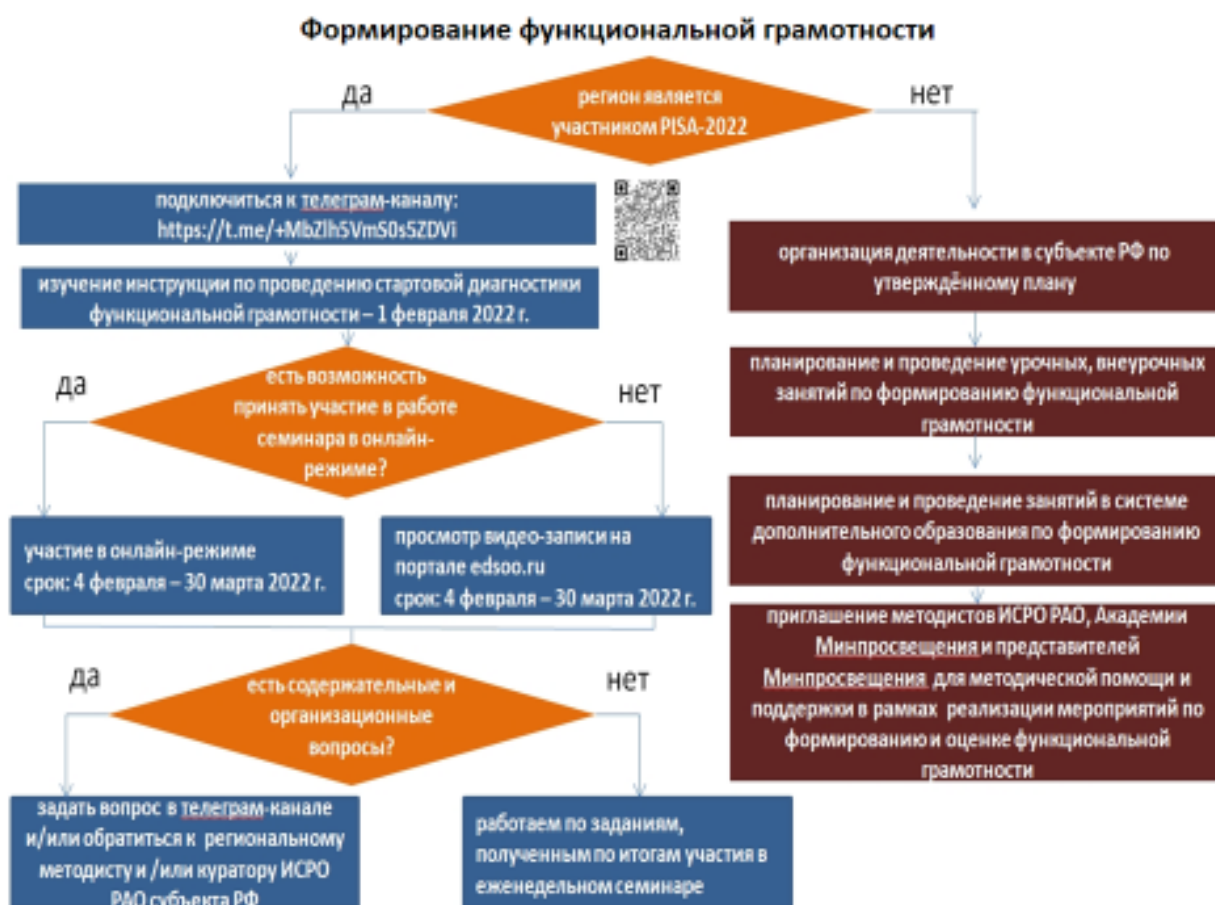 Формирование функциональной грамотности
да
регион является
участником PISA-2022
нет
подключиться к телеграм-каналу:
https://t.me/+MbZlh5VmS0s5ZDVi
изучение инструкции по проведению стартовой диагностики
функциональной грамотности – 1 февраля 2022 г.
да
есть возможность
принять участие в работе
семинара в онлайн-
режиме?
нет
участие в онлайн-режиме
срок: 4 февраля – 30 марта 2022 г.
просмотр видео-записи на
портале edsoo.ru
срок: 4 февраля – 30 марта 2022 г.
да
есть содержательные и
организационные
вопросы?
нет
задать вопрос в телеграм-канале
и/или обратиться к региональному
методисту и /или куратору ИСРО
РАО субъекта РФ
работаем по заданиям,
полученным по итогам участия в
еженедельном семинаре
организация деятельности в субъекте РФ по
утверждённому плану
планирование и проведение урочных, внеурочных
занятий по формированию функциональной
грамотности
планирование и проведение занятий в системе
дополнительного образования по формированию
функциональной грамотности
приглашение методистов ИСРО РАО, Академии
Минпросвещения и представителей
Минпросвещения для методической помощи и
поддержки в рамках реализации мероприятий по
формированию и оценке функциональной
грамотности